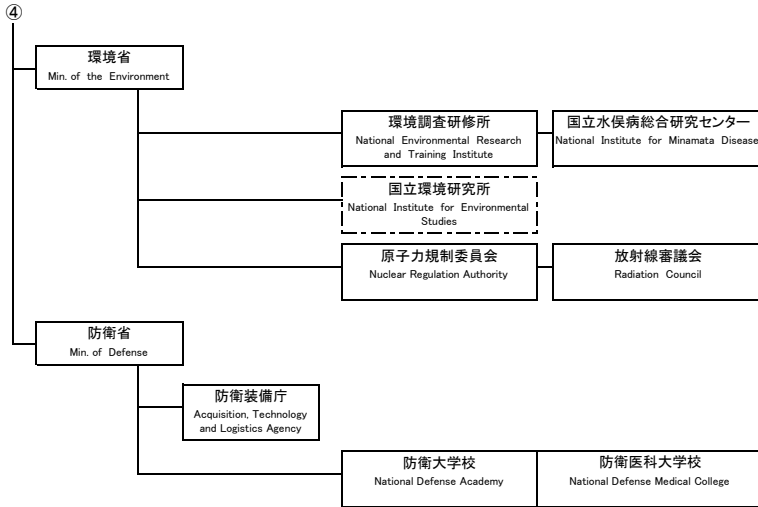 ④
環境省
Min. of the Environment
環境調査研修所
National Environmental Research
and Training Institute
国立水俣病総合研究センター
National Institute for Minamata Disease
国立環境研究所
National Institute for Environmental
Studies
原子力規制委員会
Nuclear Regulation Authority
放射線審議会
Radiation Council
防衛省
Min. of Defense
防衛装備庁
Acquisition, Technology
and Logistics Agency
防衛大学校
National Defense Academy
防衛医科大学校
National Defense Medical College